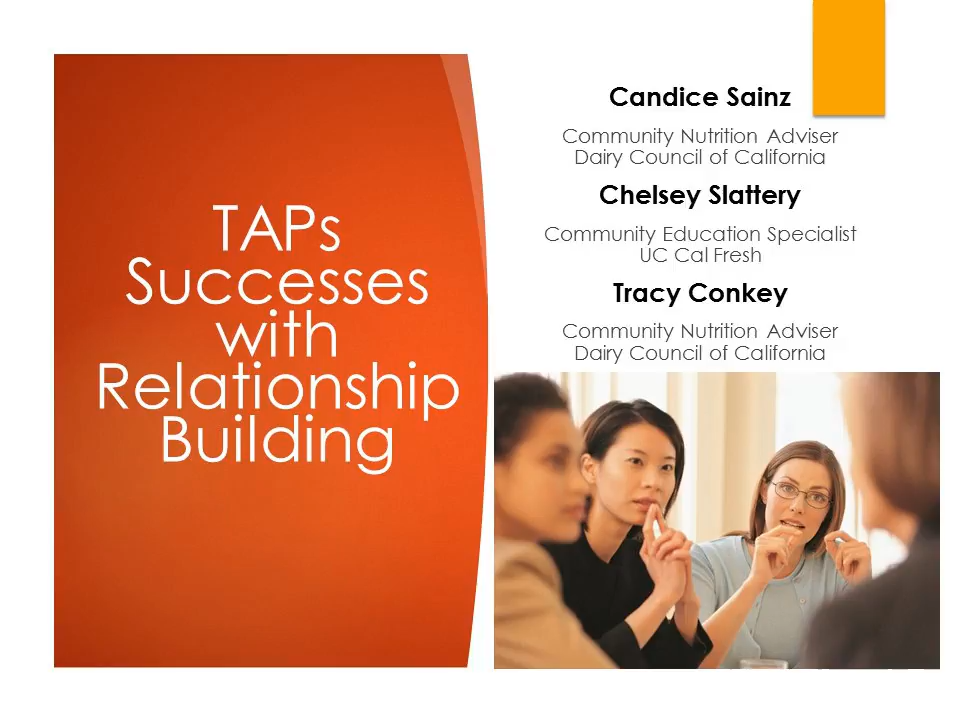 TAPs
Successes
with
Relationship
Building
Candice Sainz
Community Nutrition Adviser
Dairy Council of California
Chelsey Slattery
Community Education Specialist
UC Cal Fresh
Tracy Conkey
Community Nutrition Adviser
Dairy Council of California